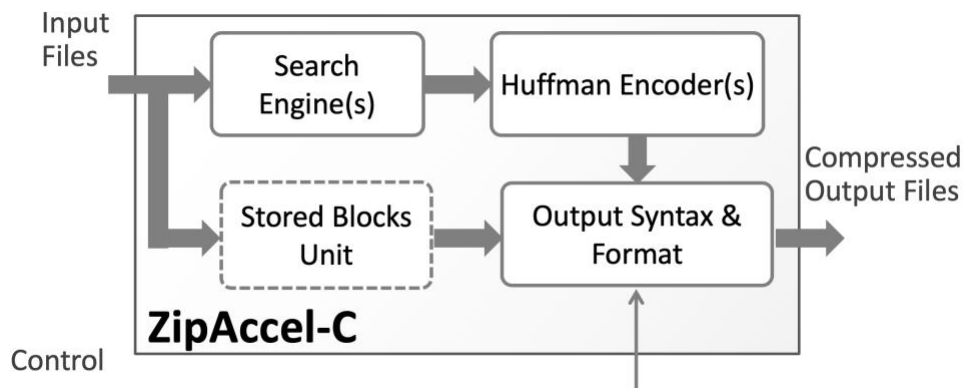 Input
Files
Search
Engine(s)
Huffman Encoder(s)
Compressed
Output Files
Stored Blocks
Unit
Output Syntax &
Format
ZipAccel-C
Control